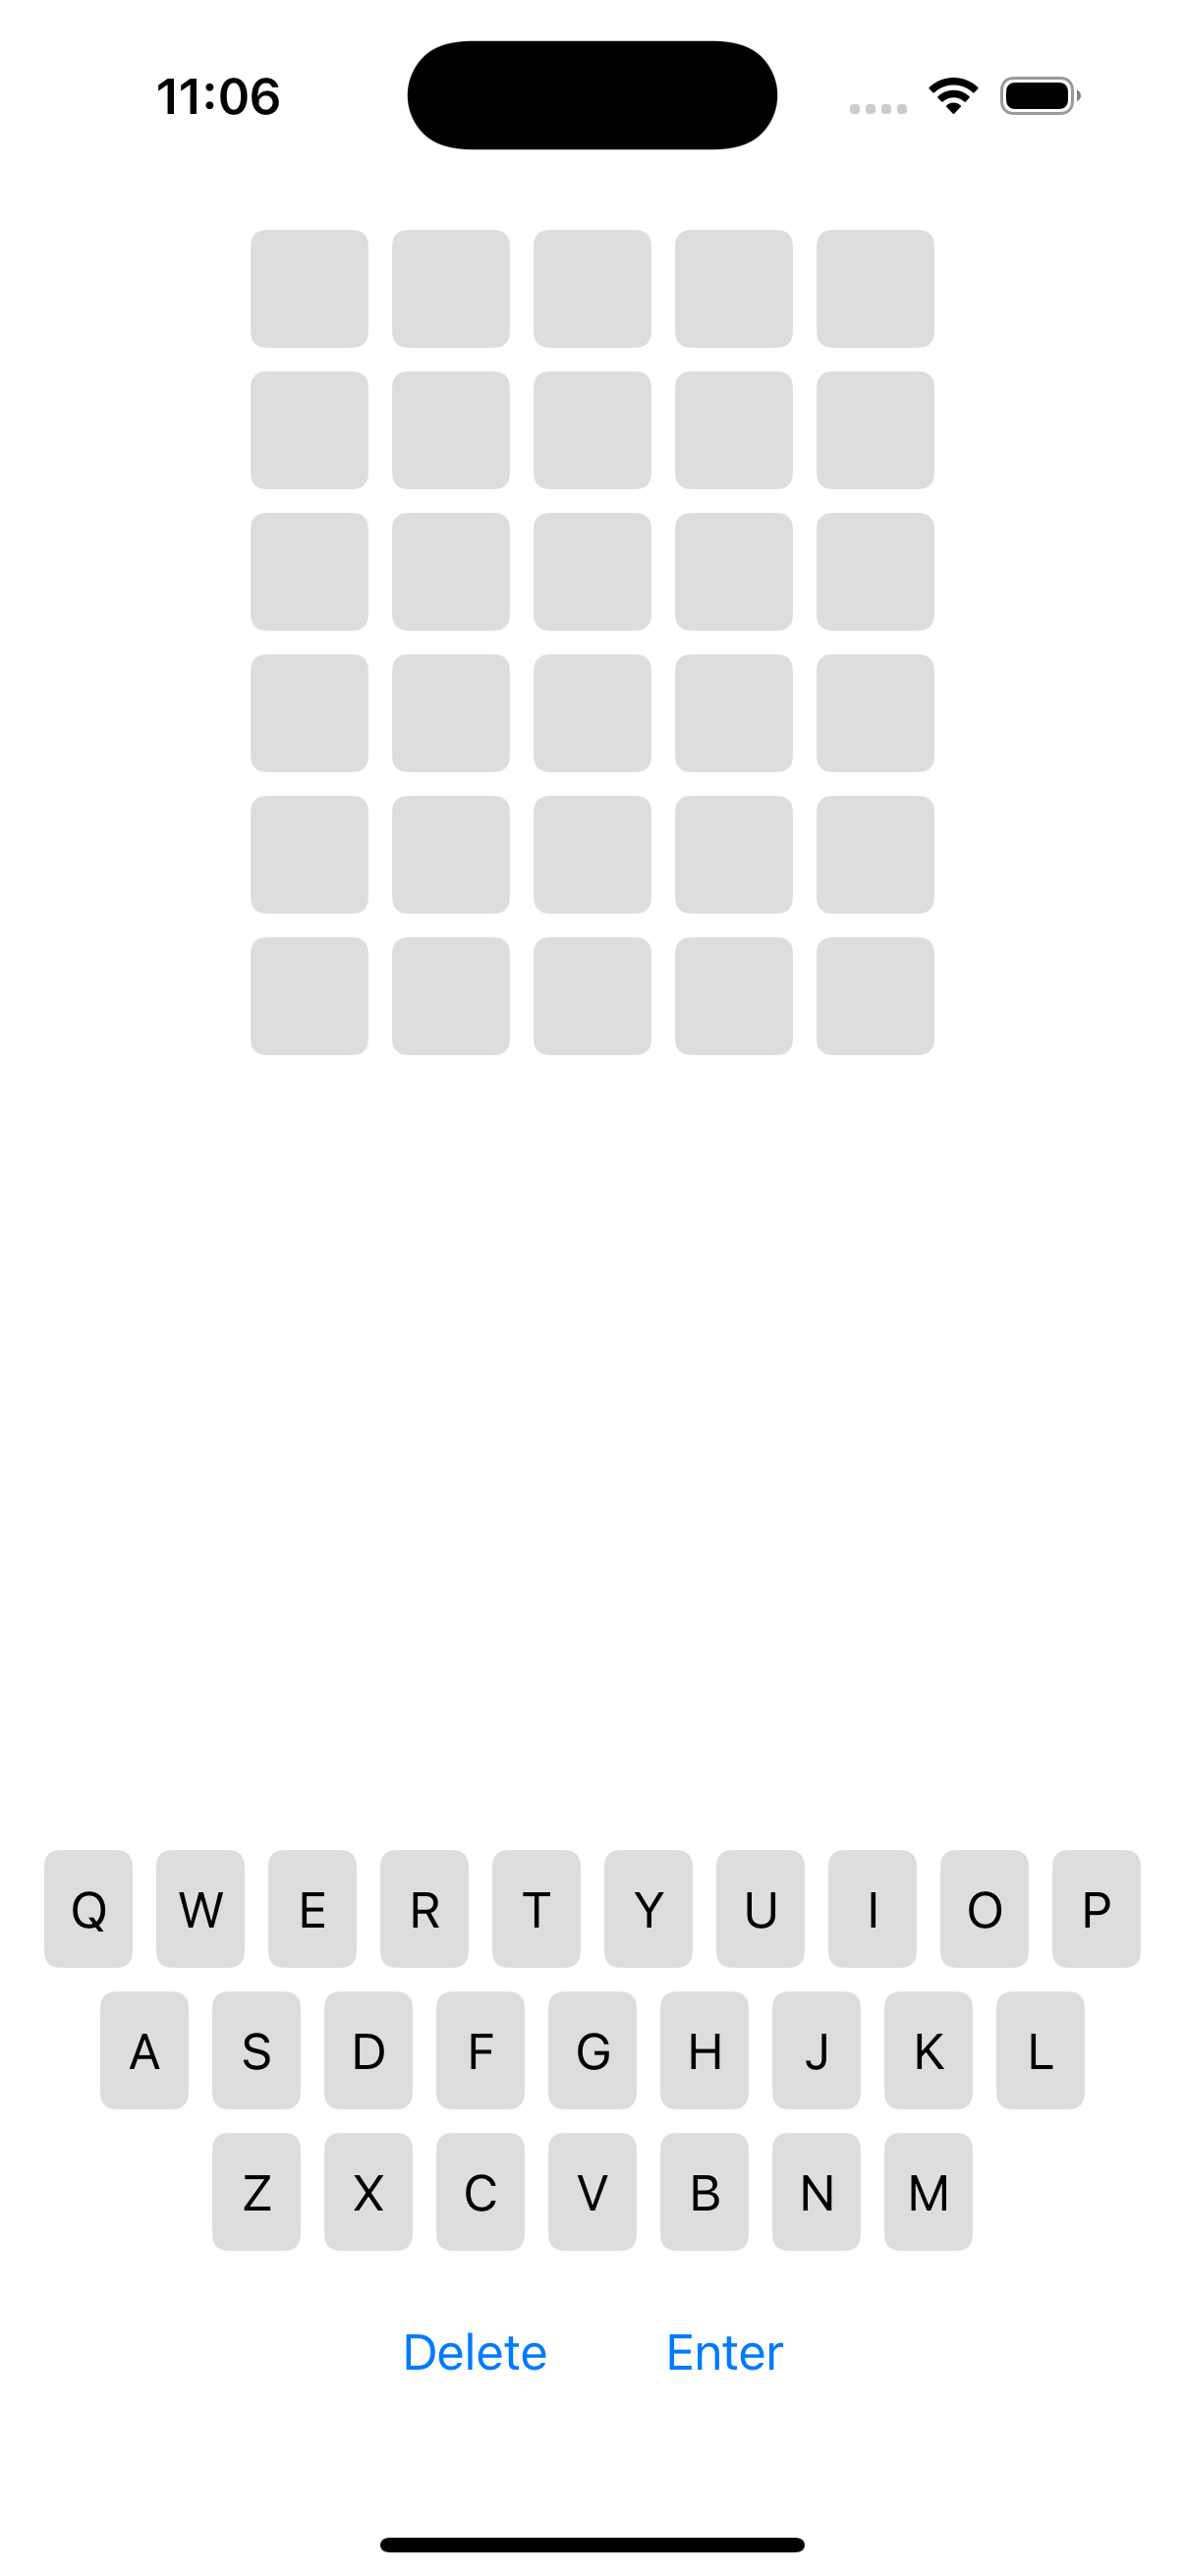 11:06
Q W E R T Y U I O P
A S D F G H J K L
Z X C V B N M
Delete Enter